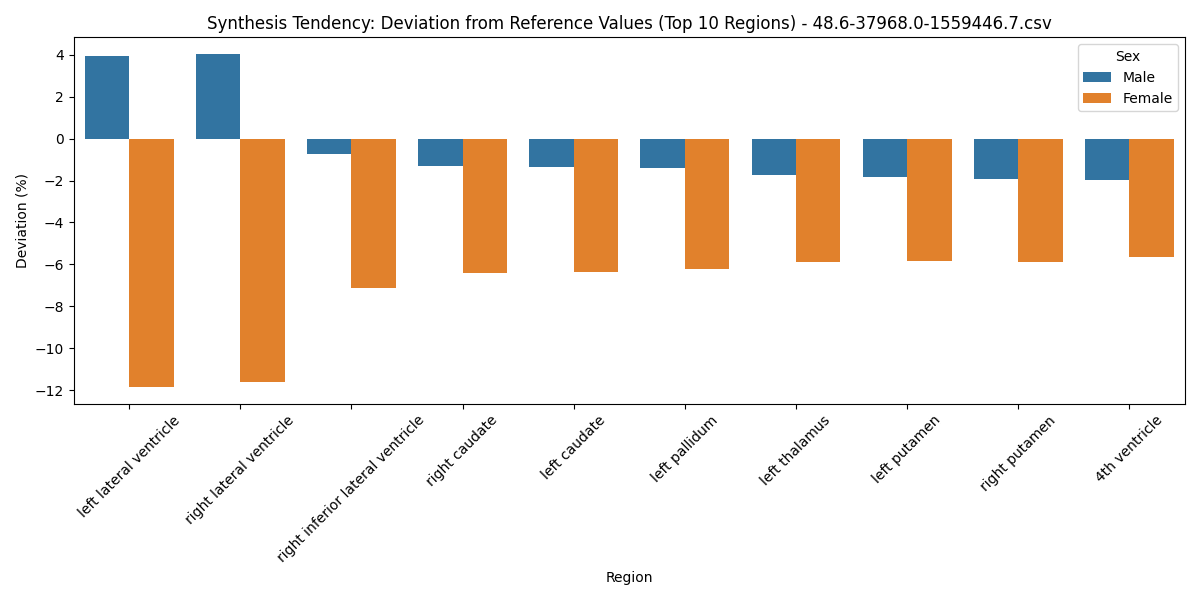 Synthesis Tendency: Deviation from Reference Values (Top 10 Regions) - 48.6-37968.0-1559446.7.csv
Sex
Male
Female
Deviation (%)
4
2
0
−2
−4
−6
−8
−10
−12
left lateral ventricle
right lateral ventricle
right inferior lateral ventricle
right caudate
left caudate
left pallidum
left thalamus
left putamen
right putamen
4th ventricle
Region